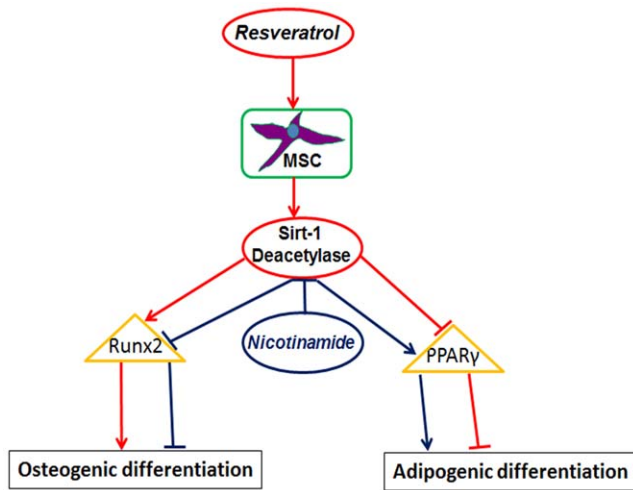 Resveratrol
MSC
Sirt-1
Deacetylase
Nicotinamide
Runx2
PPARγ
Osteogenic differentiation
Adipogenic differentiation